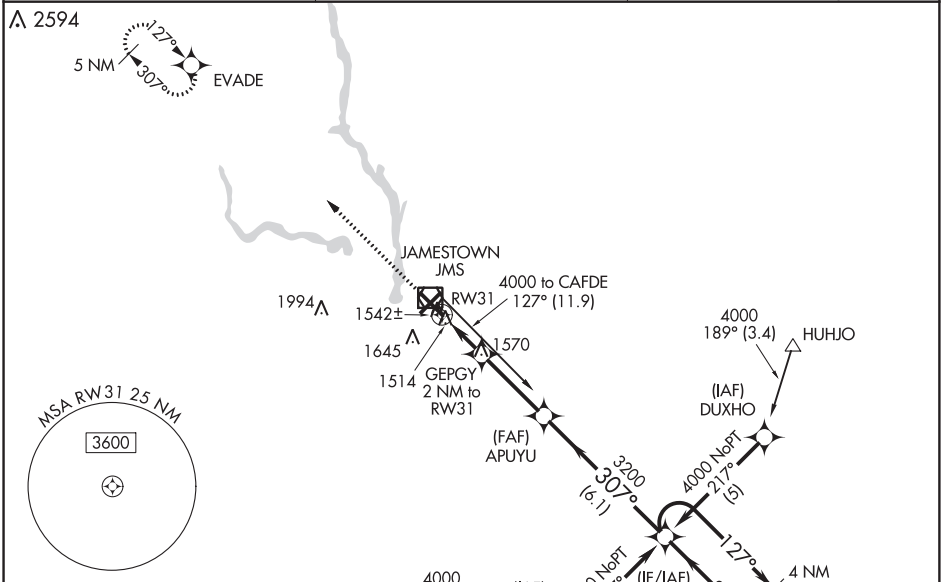 2594
127°
5 NM
307°
EVADE
JAMESTOWN
JMS
4000 to CAFDE
127° (11.9)
RW31
1994
1542±
1645
1570
1514
GEPGY
2 NM to
RW31
4000
189° (3.4)
HUHJO
(IAF)
DUXHO
MSA RW31 25 NM
3600
(FAF)
APUYU
3200
307°
(6.1)
4000 NoPT
217°
(5)
127°
4 NM
4000
NoPT
(IF/IAF)